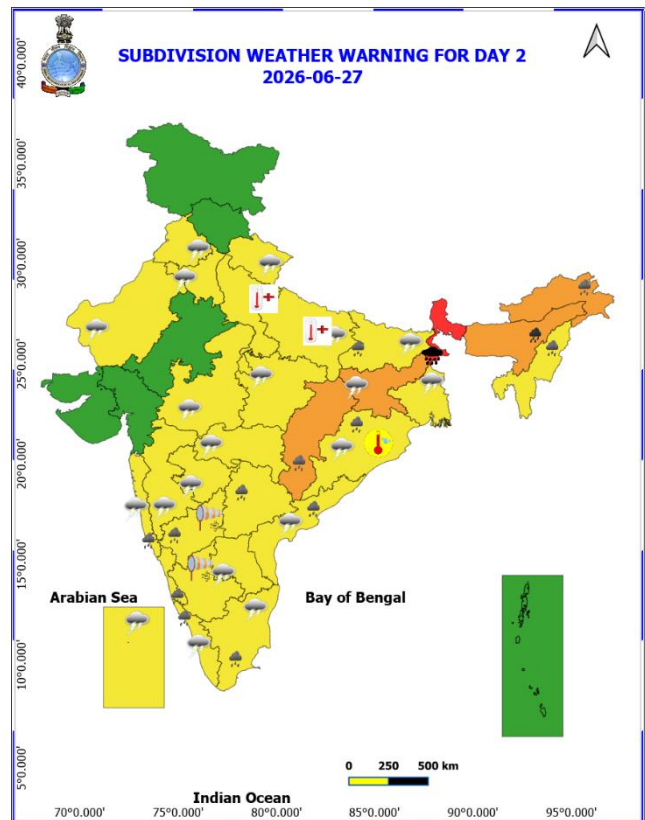 SUBDIVISION WEATHER WARNING FOR DAY 2
2026-06-27
40°0.000'
35°0.000'
30°0.000'
25°0.000'
20°0.000'
15°0.000'
10°0.000'
5°0.000'
Arabian Sea
Bay of Bengal
0 250 500 km
Indian Ocean
70°0.000' 75°0.000' 80°0.000' 85°0.000' 90°0.000' 95°0.000'